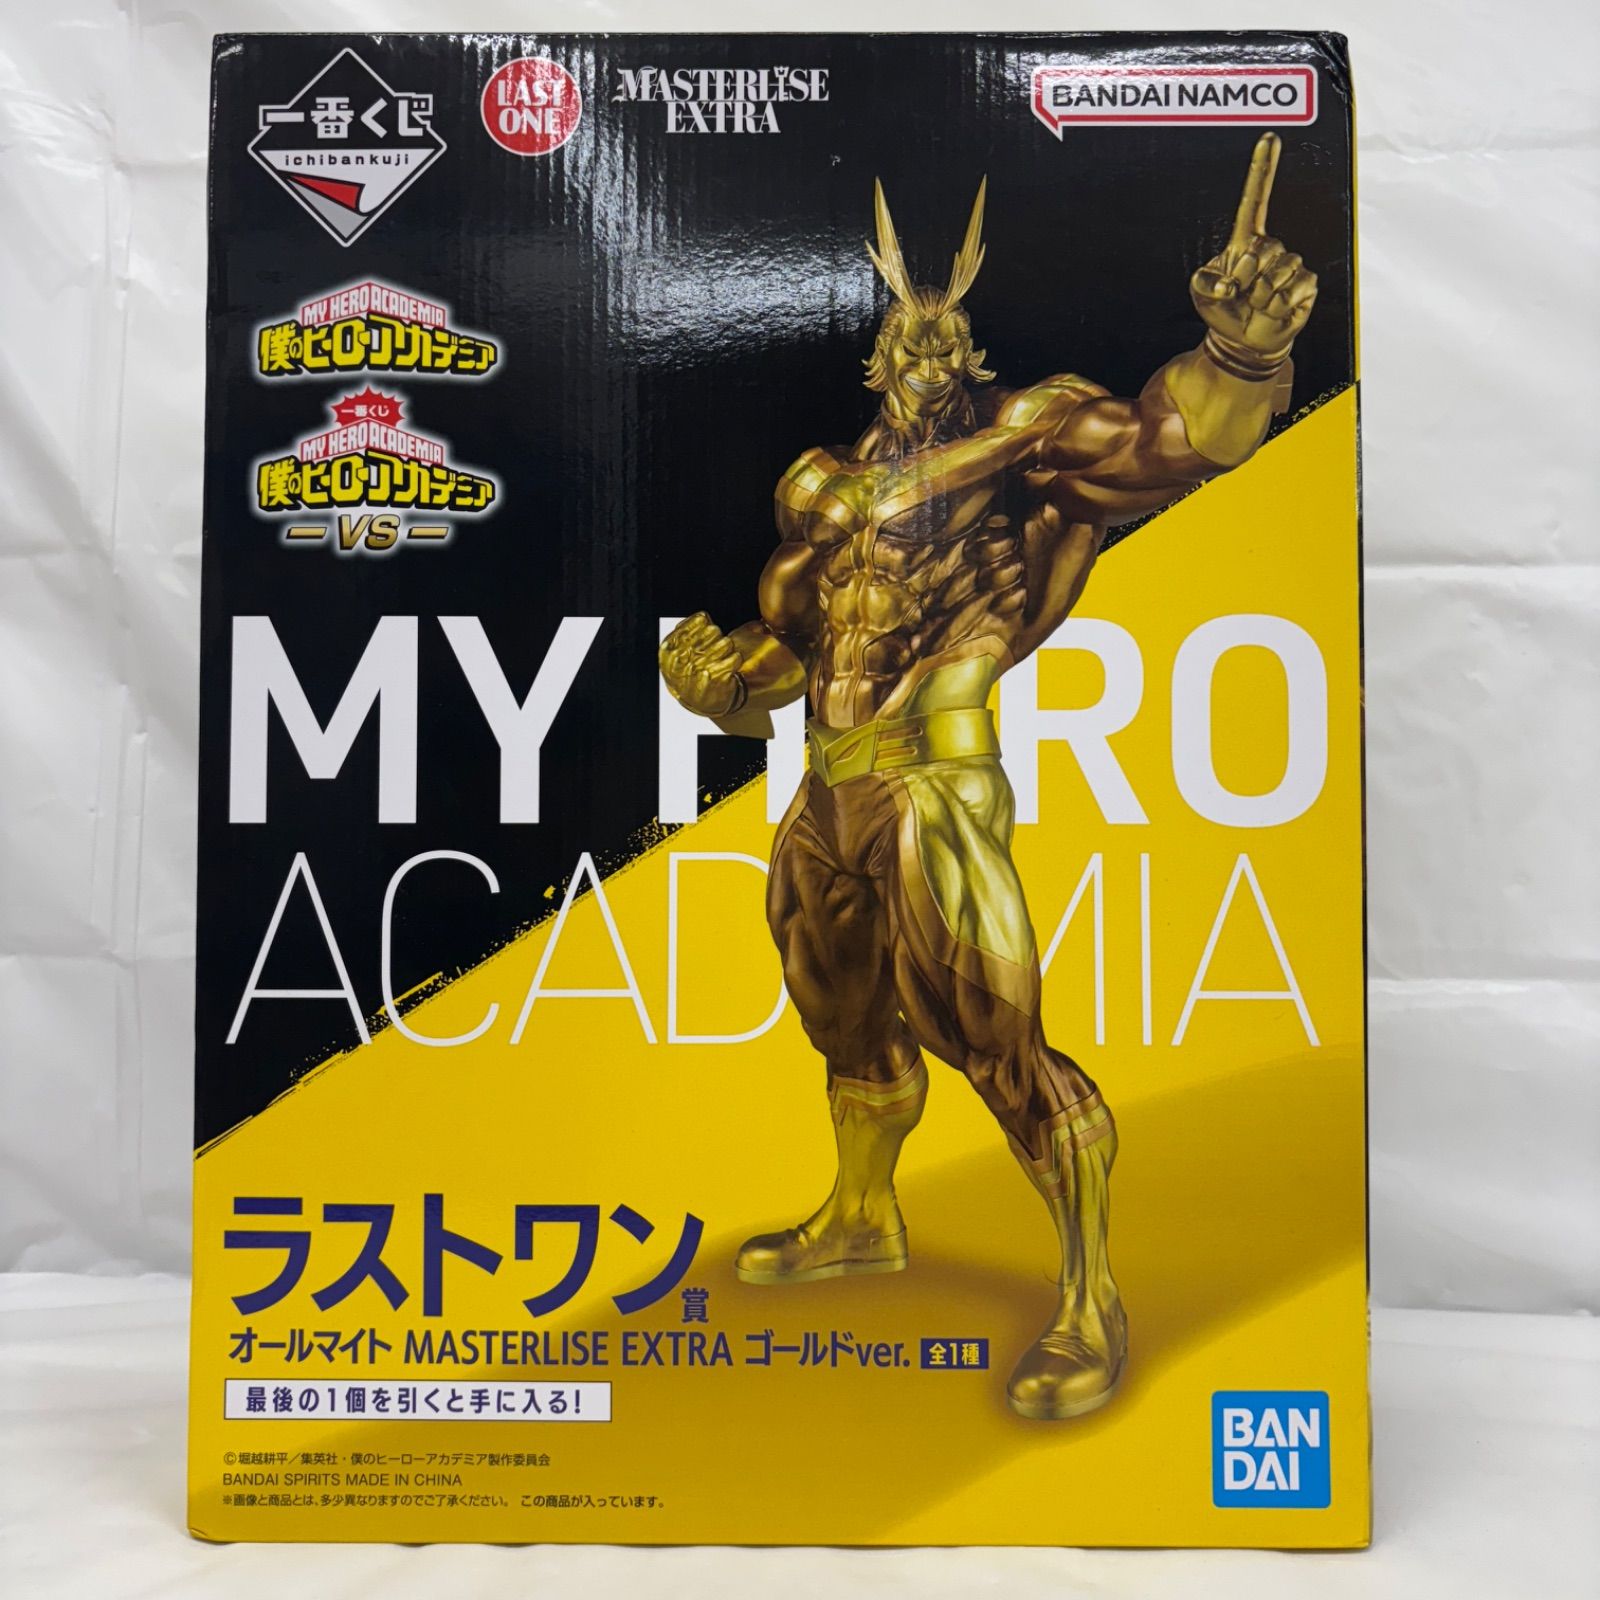 一番くじ
ichibankuji
LAST
ONE
MASTERLISE
EXTRA
BANDAI NAMCO
MY HERO ACADEMIA
僕のヒーローアカデミア
一番くじ
MY HERO ACADEMIA
僕のヒーローアカデミア
VS
MY H RO
ACAD MIA
ラストワン賞
オールマイト MASTERLISE EXTRA ゴールドver. 全1種
最後の1個を引くと手に入る!
©堀越耕平/集英社・僕のヒーローアカデミア製作委員会
BANDAI SPIRITS MADE IN CHINA
※画像と商品とは、多少異なりますのでご了承ください。 この商品が入っています。
BAN
DAI